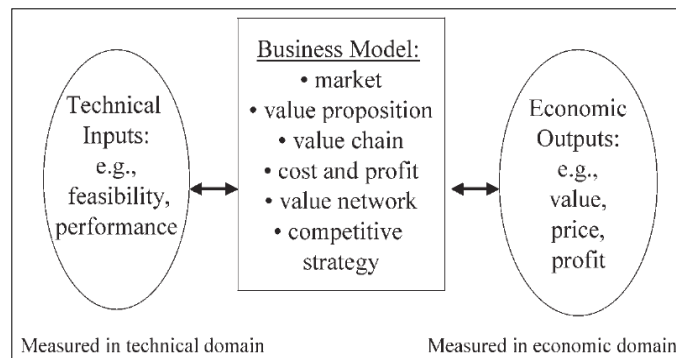 Technical
Inputs:
e.g.,
feasibility,
performance
Business Model:
• market
• value proposition
• value chain
• cost and profit
• value network
• competitive
strategy
Economic
Outputs:
e.g.,
value,
price,
profit
Measured in technical domain
Measured in economic domain